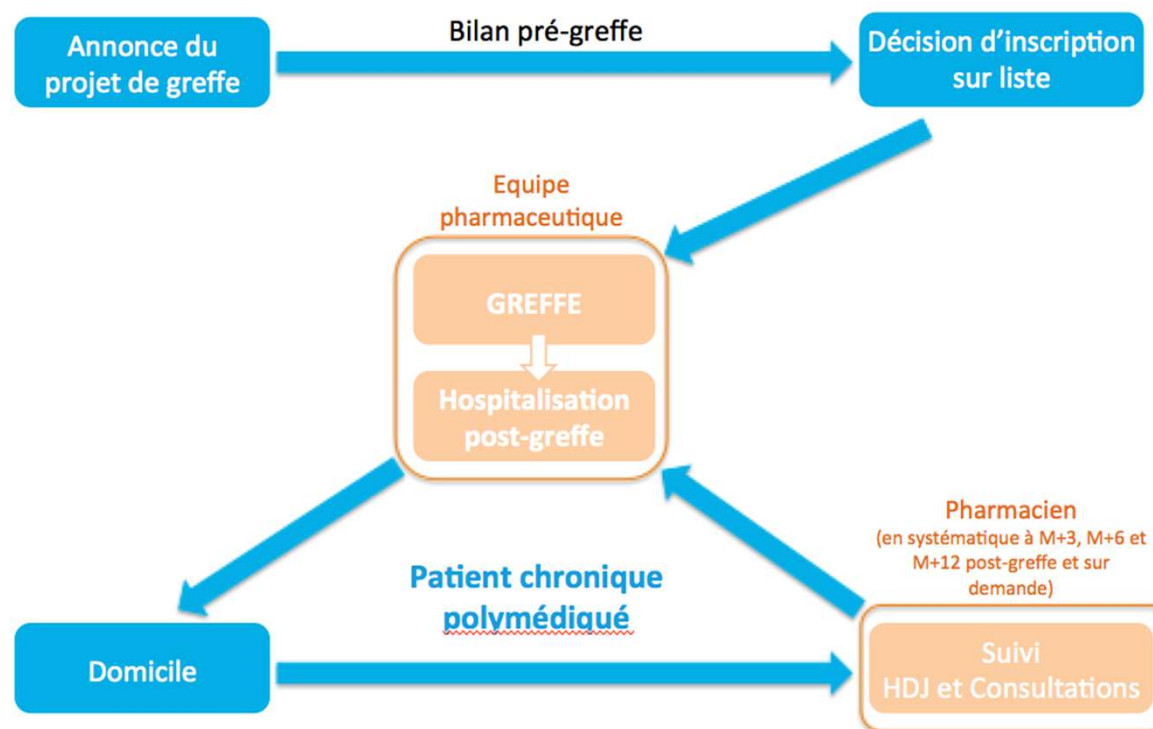 Annonce du
projet de greffe
Bilan pré-greffe
Décision d'inscription
sur liste
Equipe
pharmaceutique
GREFFE
Hospitalisation
post-greffe
Pharmacien
(en systématique à M+3, M+6 et
M+12 post-greffe et sur
demande)
Patient chronique
polymédiqué
Domicile
Suivi
HDJ et Consultations